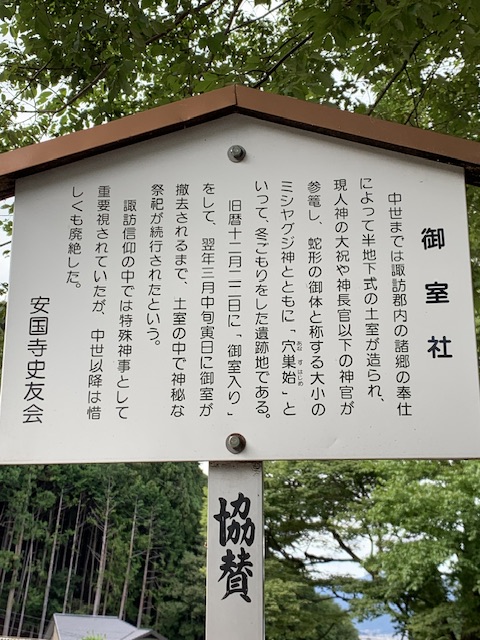 御室社
中世までは諏訪郡内の諸郷の奉仕
によって半地下式の土室が造られ、
現人神の大祝や神長官以下の神官が
参篭し、蛇形の御体と称する大小の
ミシヤグジ神とともに「穴巣始」と
あな す はじめ
いって、冬ごもりをした遺跡地である。
旧暦十二月二二日に「御室入り」
をして、翌年三月中旬寅日に御室が
撤去されるまで、土室の中で神秘な
祭祀が続行されたという。
諏訪信仰の中では特殊神事として
重要視されていたが、中世以降は惜
しくも廃絶した。
安国寺史友会
協賛